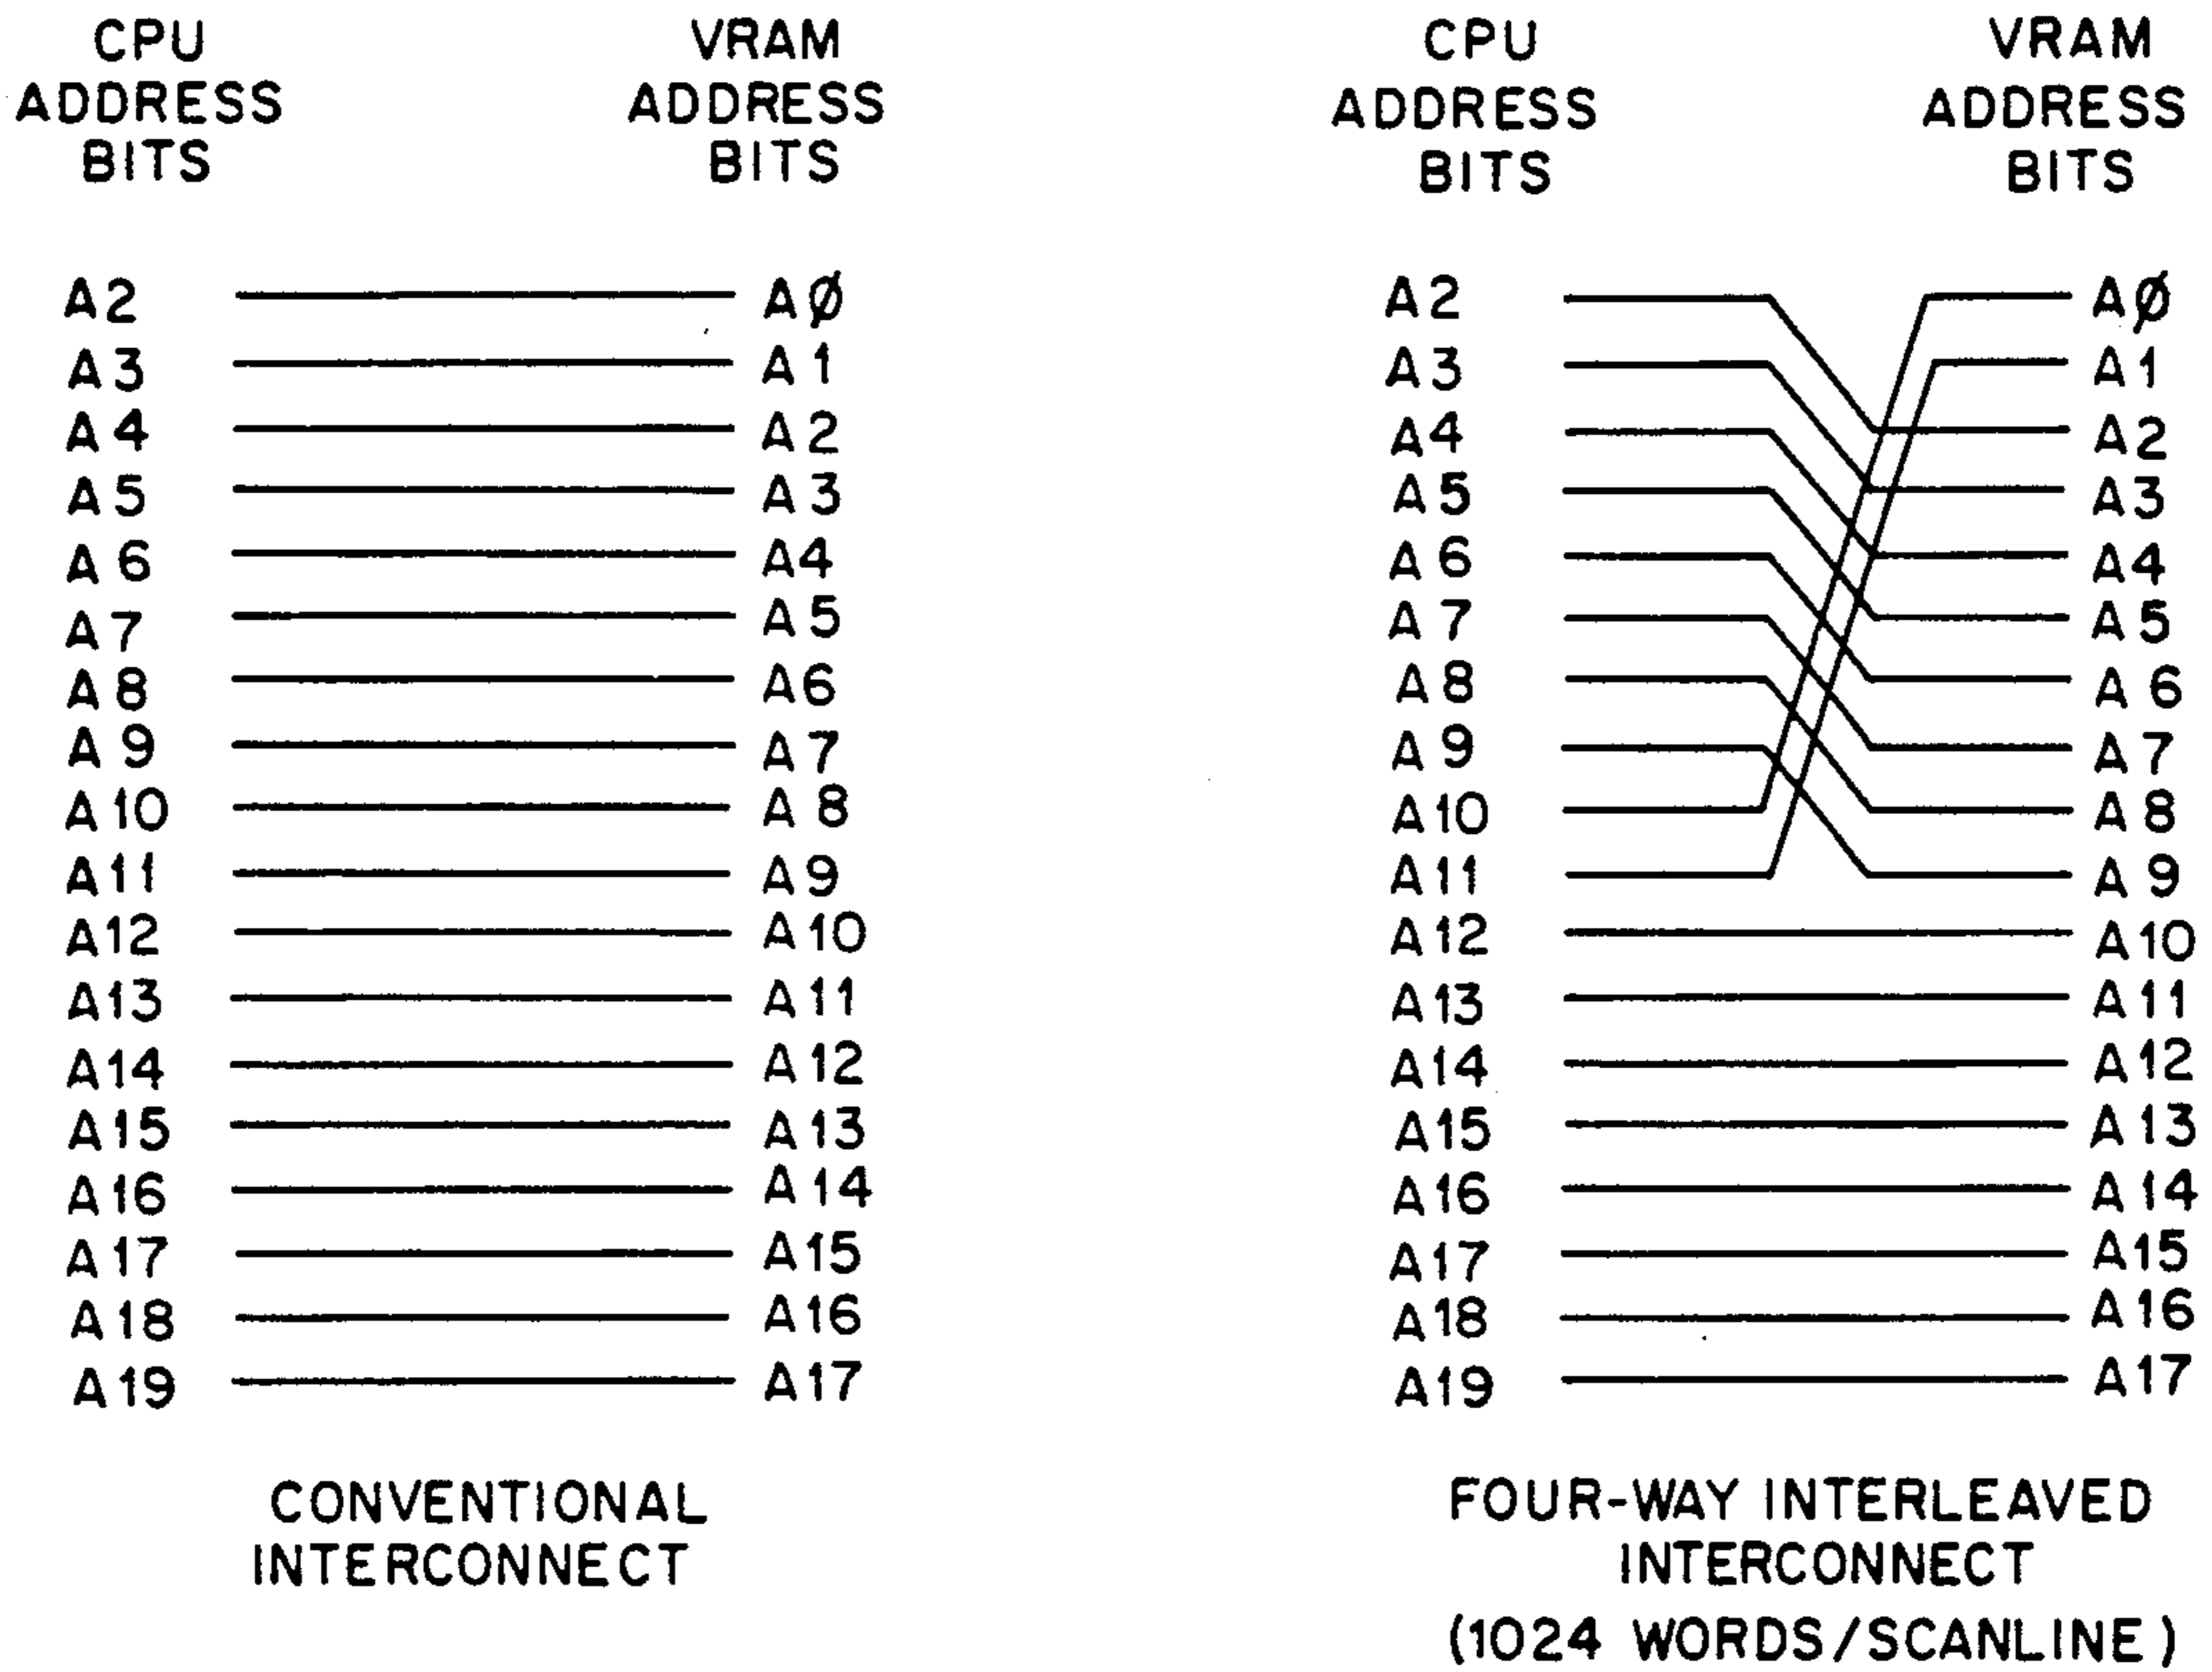 CPU
ADDRESS
BITS
VRAM
ADDRESS
BITS
A2 AØ
A3 A1
A4 A2
A5 A3
A6 A4
A7 A5
A8 A6
A9 A7
A10 A8
A11 A9
A12 A10
A13 A11
A14 A12
A15 A13
A16 A14
A17 A15
A18 A16
A19 A17
CONVENTIONAL
INTERCONNECT
CPU
ADDRESS
BITS
VRAM
ADDRESS
BITS
A2 AØ
A3 A1
A4 A2
A5 A3
A6 A4
A7 A5
A8 A6
A9 A7
A10 A8
A11 A9
A12 A10
A13 A11
A14 A12
A15 A13
A16 A14
A17 A15
A18 A16
A19 A17
FOUR-WAY INTERLEAVED
INTERCONNECT
(1024 WORDS/SCANLINE)